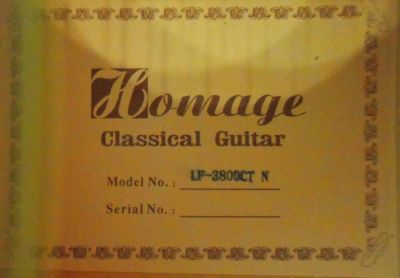 Homage
Classical Guitar
Model No. : LF-3800CT N
Serial No. :